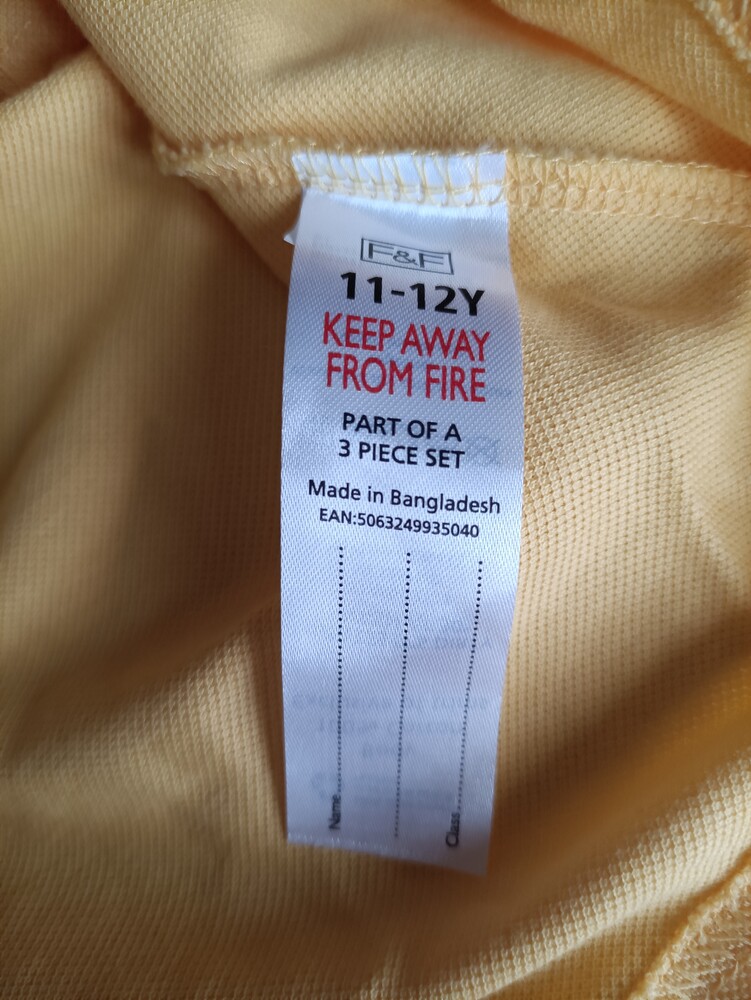 F&F
11-12Y
KEEP AWAY
FROM FIRE
PART OF A
3 PIECE SET
Made in Bangladesh
EAN:5063249935040
Name
Class